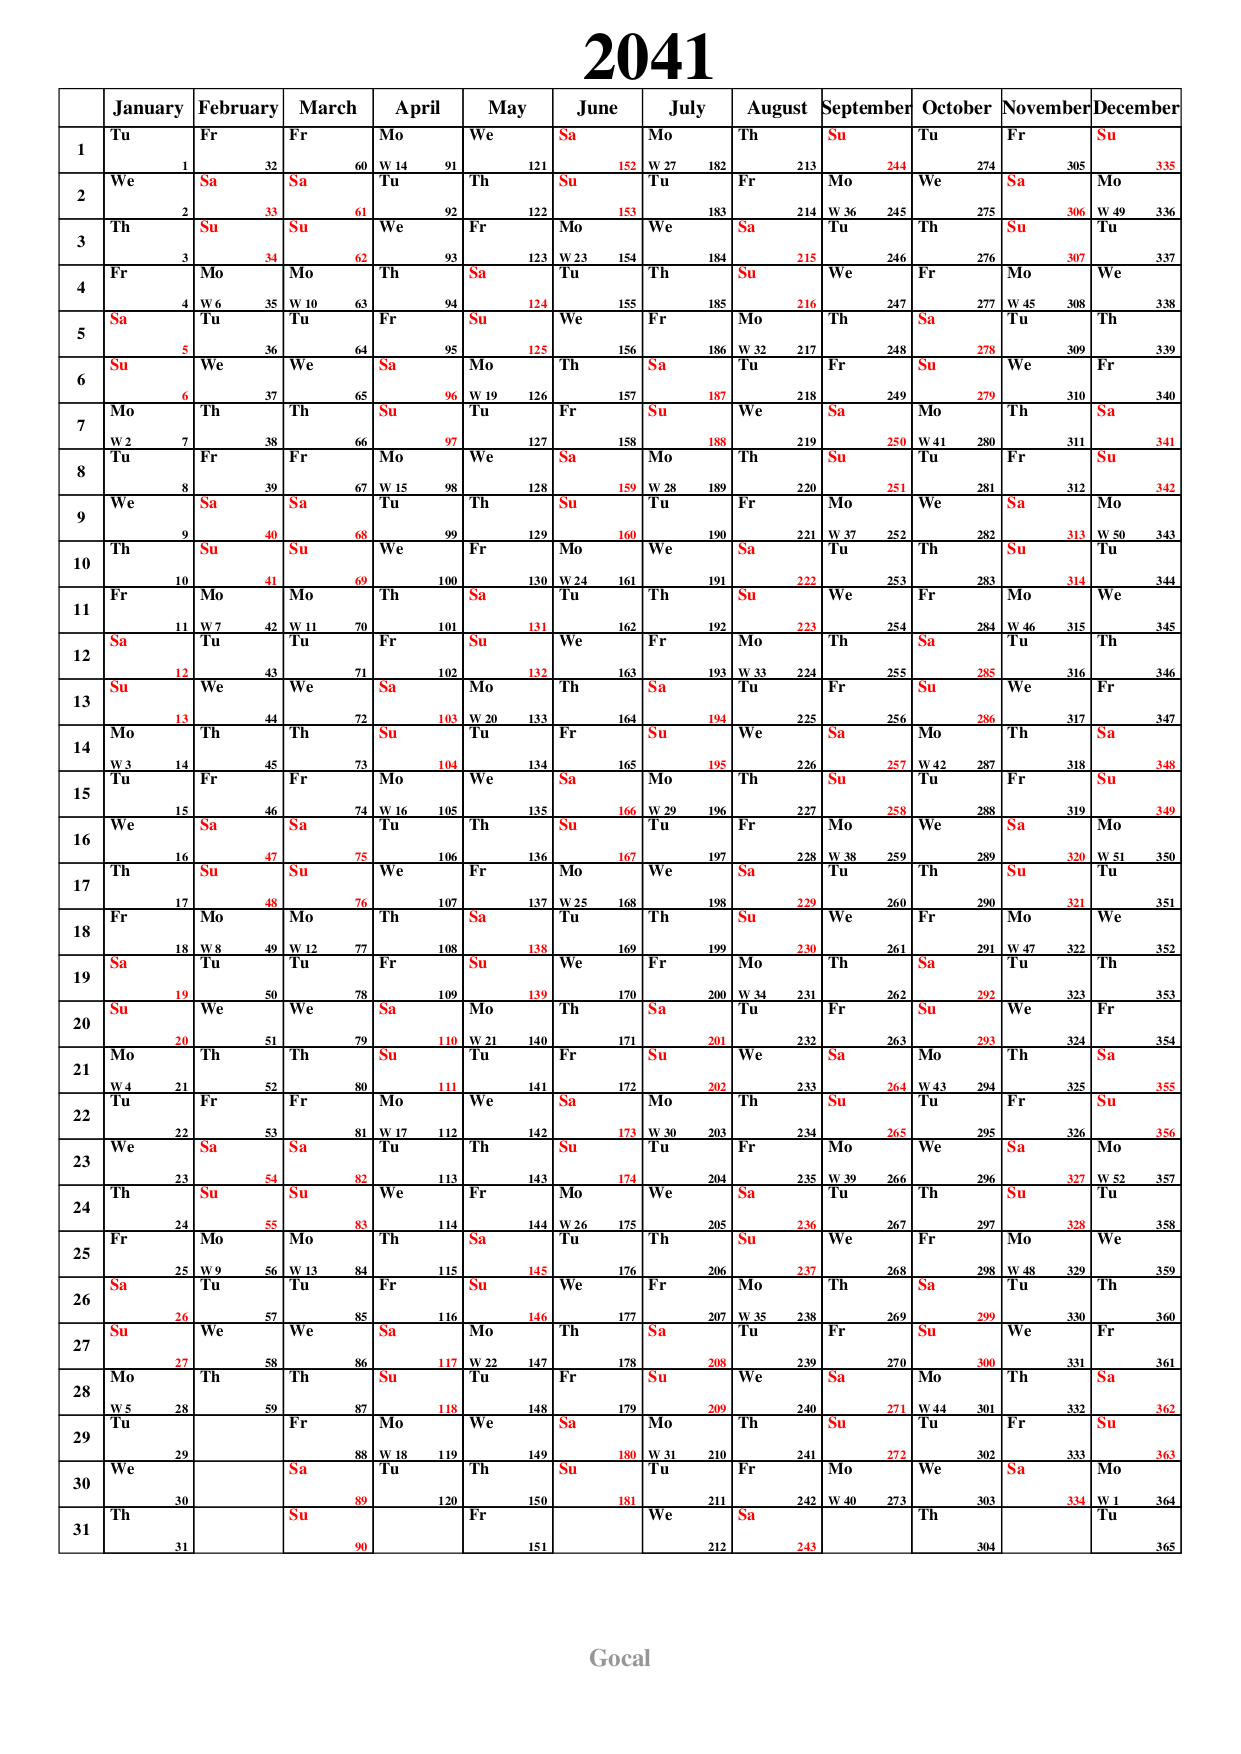 2041
January February March April May June July August September October November December
1 Tu Fr Fr Mo We Sa Mo Th Su Tu Fr Su
1 32 60 W 14 91 121 152 W 27 182 213 244 274 305 335
2 We Sa Sa Tu Th Su Tu Fr Mo We Sa Mo
2 33 61 92 122 153 183 214 W 36 245 275 306 W 49 336
3 Th Su Su We Fr Mo We Sa Tu Th Su Tu
3 34 62 93 123 W 23 154 184 215 246 276 307 337
4 Fr Mo Mo Th Sa Tu Th Su We Fr Mo We
4 W 6 35 W 10 63 94 124 155 185 216 247 277 W 45 308 338
5 Sa Tu Tu Fr Su We Fr Mo Th Sa Tu Th
5 36 64 95 125 156 186 W 32 217 248 278 309 339
6 Su We We Sa Mo Th Sa Tu Fr Su We Fr
6 37 65 96 W 19 126 157 187 218 249 279 310 340
7 Mo Th Th Su Tu Fr Su We Sa Mo Th Sa
W 2 7 38 66 97 127 158 188 219 250 W 41 280 311 341
8 Tu Fr Fr Mo We Sa Mo Th Su Tu Fr Su
8 39 67 W 15 98 128 159 W 28 189 220 251 281 312 342
9 We Sa Sa Tu Th Su Tu Fr Mo We Sa Mo
9 40 68 99 129 160 190 221 W 37 252 282 313 W 50 343
10 Th Su Su We Fr Mo We Sa Tu Th Su Tu
10 41 69 100 130 W 24 161 191 222 253 283 314 344
11 Fr Mo Mo Th Sa Tu Th Su We Fr Mo We
11 W 7 42 W 11 70 101 131 162 192 223 254 284 W 46 315 345
12 Sa Tu Tu Fr Su We Fr Mo Th Sa Tu Th
12 43 71 102 132 163 193 W 33 224 255 285 316 346
13 Su We We Sa Mo Th Sa Tu Fr Su We Fr
13 44 72 103 W 20 133 164 194 225 256 286 317 347
14 Mo Th Th Su Tu Fr Su We Sa Mo Th Sa
W 3 14 45 73 104 134 165 195 226 257 W 42 287 318 348
15 Tu Fr Fr Mo We Sa Mo Th Su Tu Fr Su
15 46 74 W 16 105 135 166 W 29 196 227 258 288 319 349
16 We Sa Sa Tu Th Su Tu Fr Mo We Sa Mo
16 47 75 106 136 167 197 228 W 38 259 289 320 W 51 350
17 Th Su Su We Fr Mo We Sa Tu Th Su Tu
17 48 76 107 137 W 25 168 198 229 260 290 321 351
18 Fr Mo Mo Th Sa Tu Th Su We Fr Mo We
18 W 8 49 W 12 77 108 138 169 199 230 261 291 W 47 322 352
19 Sa Tu Tu Fr Su We Fr Mo Th Sa Tu Th
19 50 78 109 139 170 200 W 34 231 262 292 323 353
20 Su We We Sa Mo Th Sa Tu Fr Su We Fr
20 51 79 110 W 21 140 171 201 232 263 293 324 354
21 Mo Th Th Su Tu Fr Su We Sa Mo Th Sa
W 4 21 52 80 111 141 172 202 233 264 W 43 294 325 355
22 Tu Fr Fr Mo We Sa Mo Th Su Tu Fr Su
22 53 81 W 17 112 142 173 W 30 203 234 265 295 326 356
23 We Sa Sa Tu Th Su Tu Fr Mo We Sa Mo
23 54 82 113 143 174 204 235 W 39 266 296 327 W 52 357
24 Th Su Su We Fr Mo We Sa Tu Th Su Tu
24 55 83 114 144 W 26 175 205 236 267 297 328 358
25 Fr Mo Mo Th Sa Tu Th Su We Fr Mo We
25 W 9 56 W 13 84 115 145 176 206 237 268 298 W 48 329 359
26 Sa Tu Tu Fr Su We Fr Mo Th Sa Tu Th
26 57 85 116 146 177 207 W 35 238 269 299 330 360
27 Su We We Sa Mo Th Sa Tu Fr Su We Fr
27 58 86 117 W 22 147 178 208 239 270 300 331 361
28 Mo Th Th Su Tu Fr Su We Sa Mo Th Sa
W 5 28 59 87 118 148 179 209 240 271 W 44 301 332 362
29 Tu Fr Mo We Sa Mo Th Su Tu Fr Su
29 88 W 18 119 149 180 W 31 210 241 272 302 333 363
30 We Sa Tu Th Su Tu Fr Mo We Sa Mo
30 89 120 150 181 211 242 W 40 273 303 334 W 1 364
31 Th Su Fr We Sa Th Tu
31 90 151 212 243 304 365
Gocal